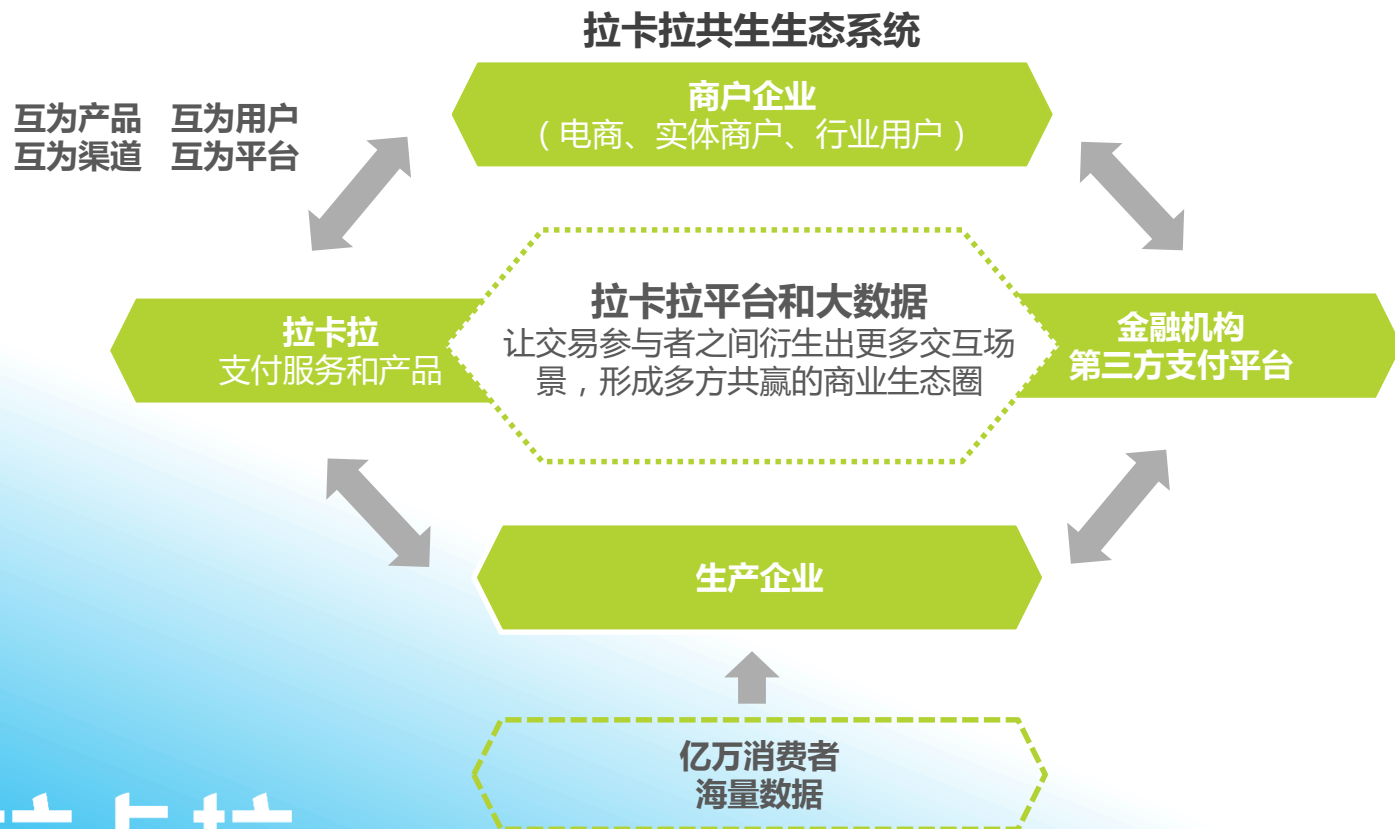 拉卡拉共生生态系统
商户企业
（电商、实体商户、行业用户）
互为产品 互为用户
互为渠道 互为平台
拉卡拉平台和大数据
让交易参与者之间衍生出更多交互场
景，形成多方共赢的商业生态圈
拉卡拉
支付服务和产品
金融机构
第三方支付平台
生产企业
亿万消费者
海量数据